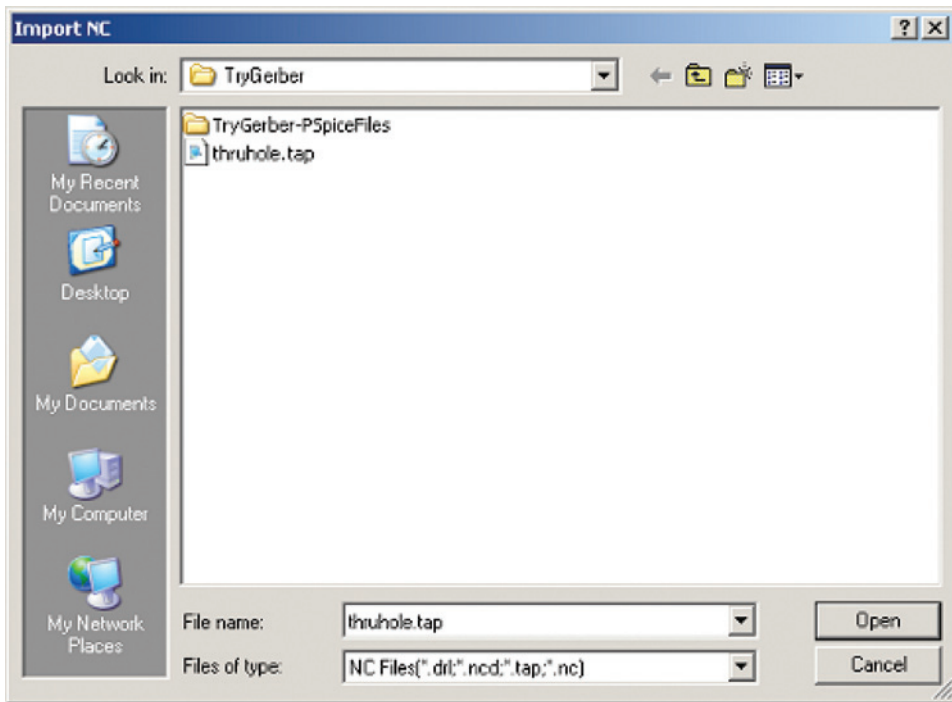 Import NC
Look in: TryGerber
TryGerber-PSpiceFiles
thruhole.tap
My Recent
Documents
Desktop
My Documents
My Computer
My Network
Places
File name: thruhole.tap Open
Files of type: NC Files(*.drl;*.ncd;*.tap;*.nc) Cancel